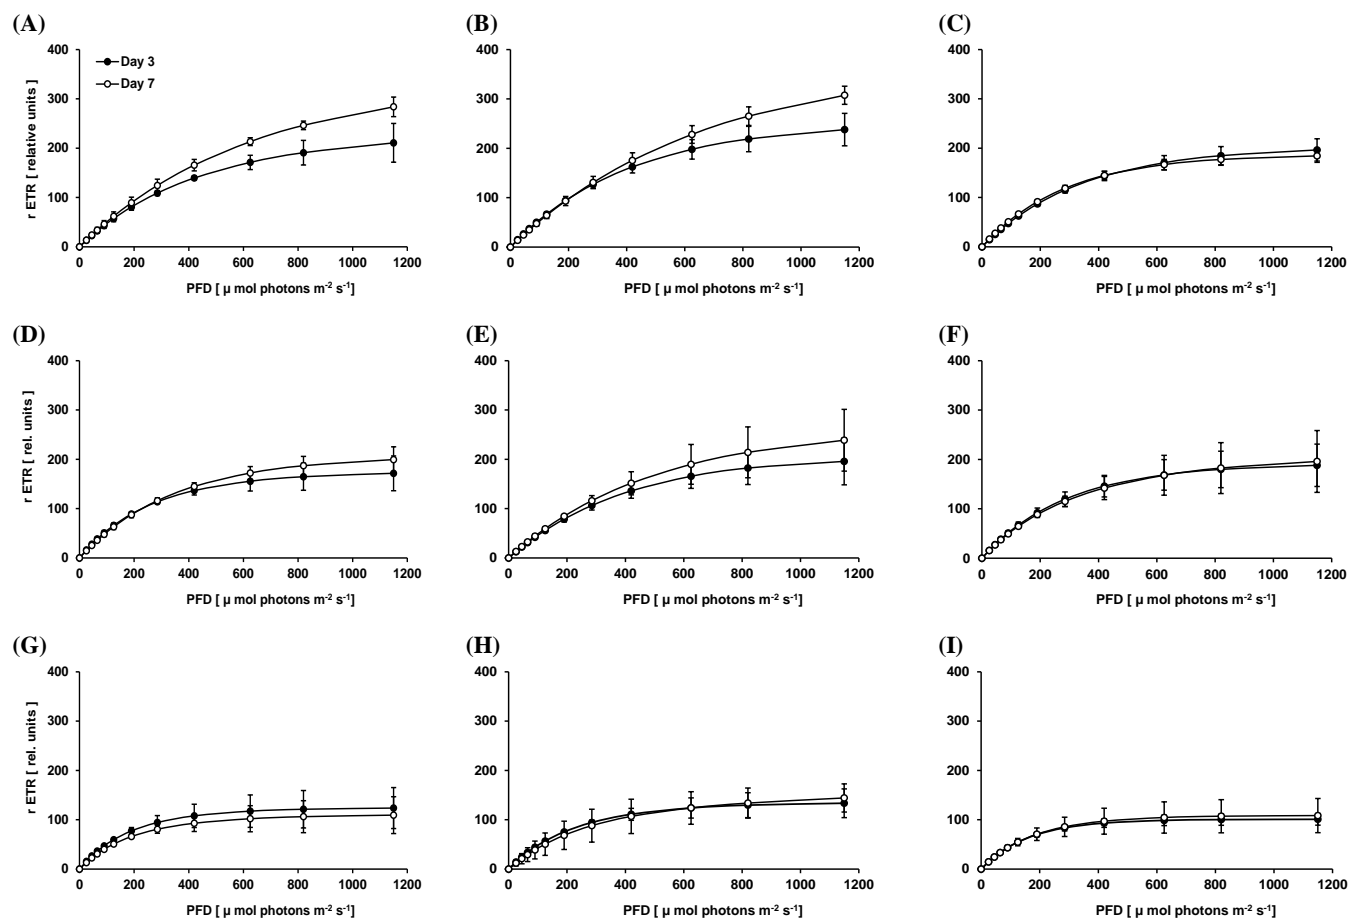 (A)
400
300
200
100
0
r ETR [ relative units ]
Day 3
Day 7
0 200 400 600 800 1000 1200
PFD [ µ mol photons m-2 s-1]
(B)
400
300
200
100
0
0 200 400 600 800 1000 1200
PFD [ µ mol photons m-2 s-1]
(C)
400
300
200
100
0
0 200 400 600 800 1000 1200
PFD [ µ mol photons m-2 s-1]
(D)
400
300
200
100
0
r ETR [ rel. units ]
0 200 400 600 800 1000 1200
PFD [ µ mol photons m-2 s-1]
(E)
400
300
200
100
0
0 200 400 600 800 1000 1200
PFD [ µ mol photons m-2 s-1]
(F)
400
300
200
100
0
0 200 400 600 800 1000 1200
PFD [ µ mol photons m-2 s-1]
(G)
400
300
200
100
0
r ETR [ rel. units ]
0 200 400 600 800 1000 1200
PFD [ µ mol photons m-2 s-1]
(H)
400
300
200
100
0
0 200 400 600 800 1000 1200
PFD [ µ mol photons m-2 s-1]
(I)
400
300
200
100
0
0 200 400 600 800 1000 1200
PFD [ µ mol photons m-2 s-1]